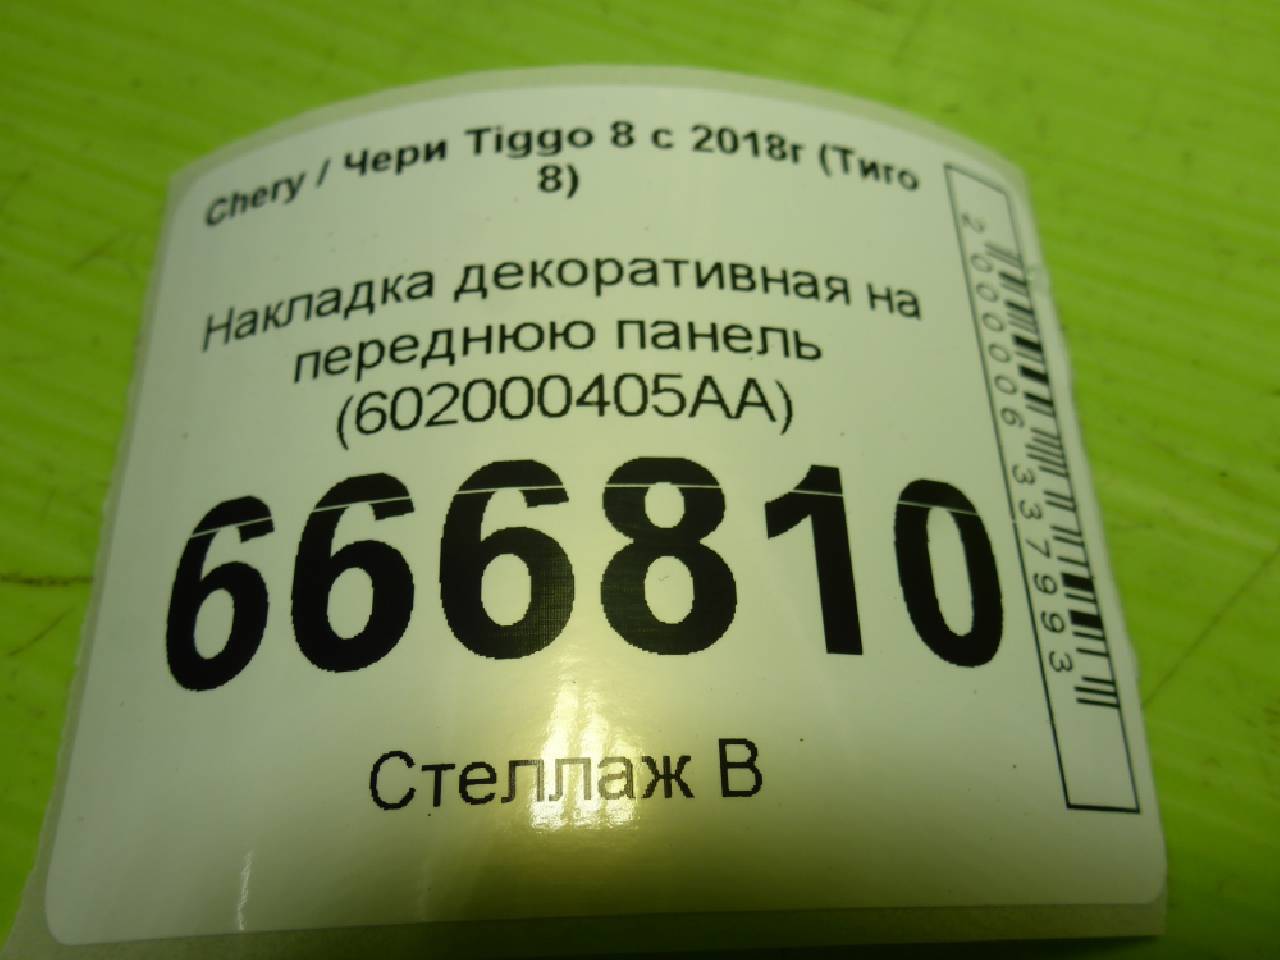 Chery / Чери Tiggo 8 с 2018г (Тиго
8)
Накладка декоративная на
переднюю панель
(602000405AA)
666810
Стеллаж В
2000006337993